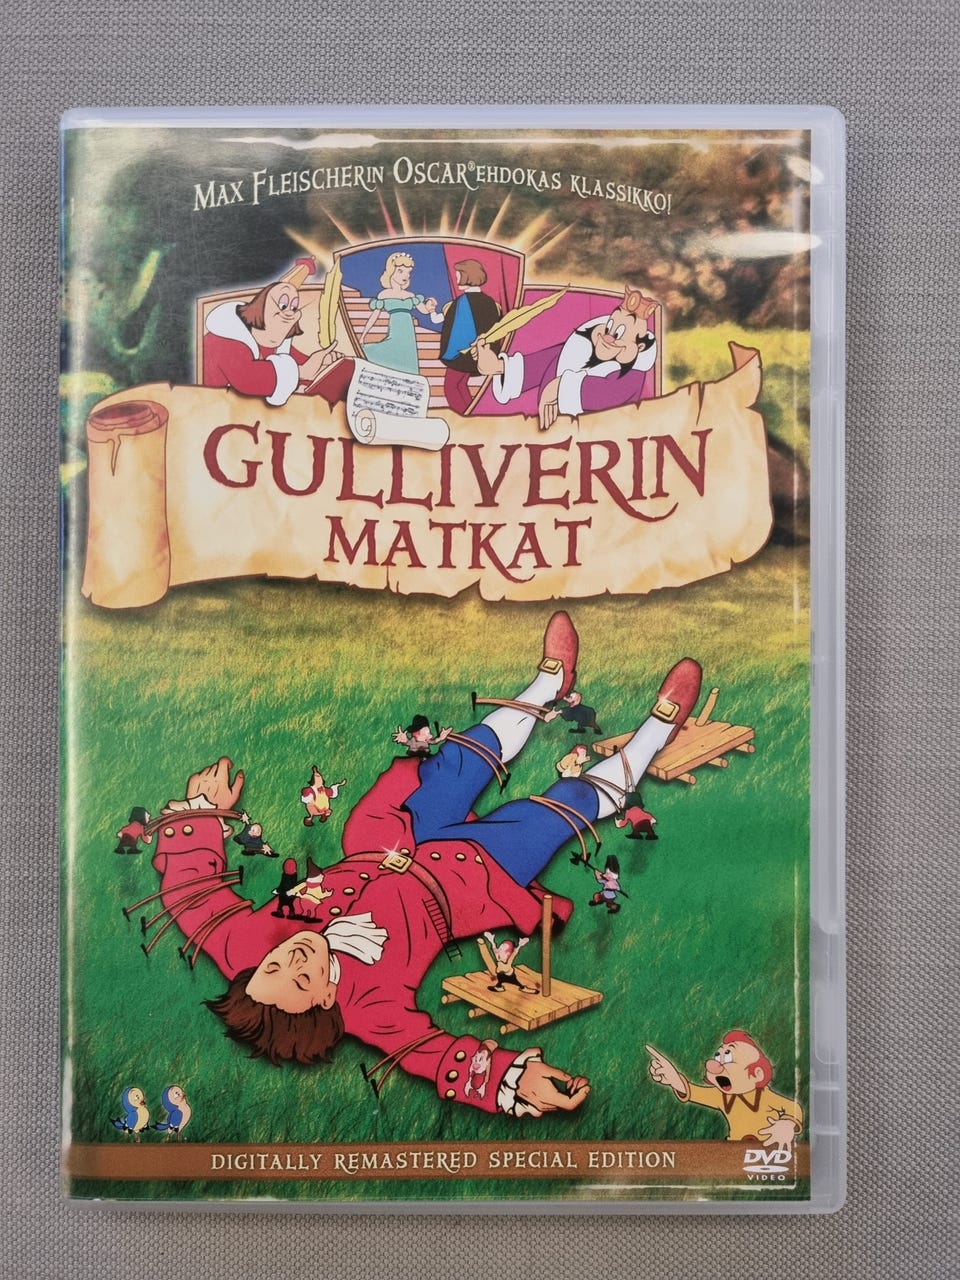 MAX FLEISCHERIN OSCAR® EHDOKAS KLASSIKKO!
GULLIVERIN
MATKAT
DIGITALLY REMASTERED SPECIAL EDITION
DVD
VIDEO